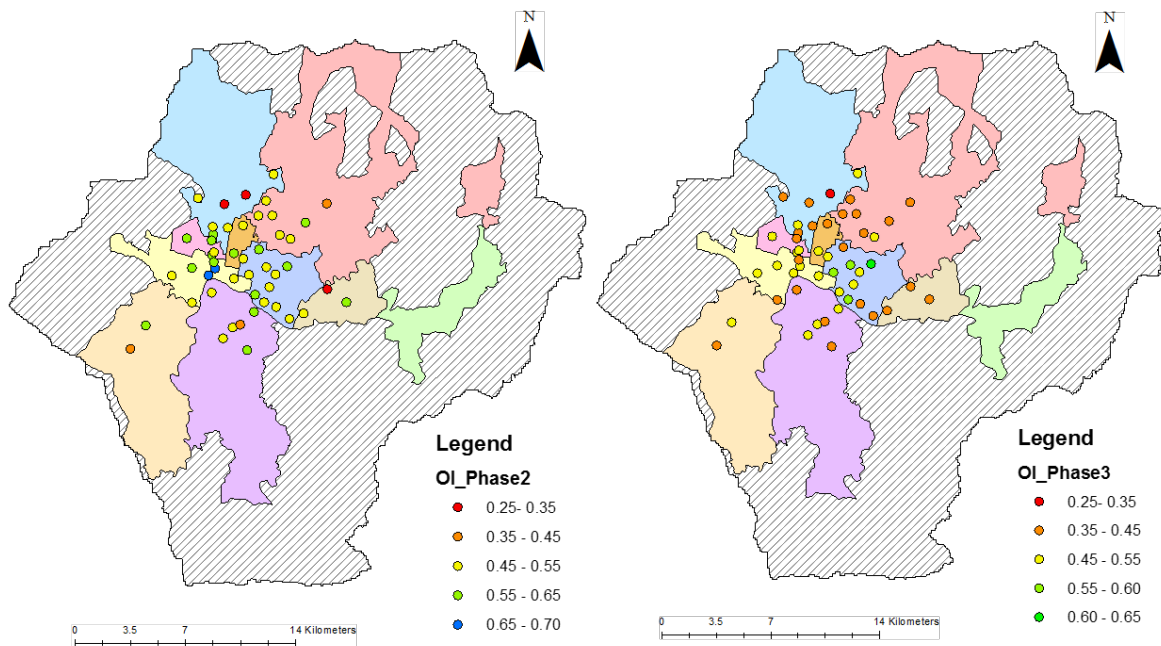 N
Legend
OI_Phase2
0.25- 0.35
0.35 - 0.45
0.45 - 0.55
0.55 - 0.65
0.65 - 0.70
0 3.5 7 14 Kilometers
N
Legend
OI_Phase3
0.25 - 0.35
0.35 - 0.45
0.45 - 0.55
0.55 - 0.60
0.60 - 0.65
0 3.5 7 14 Kilometers